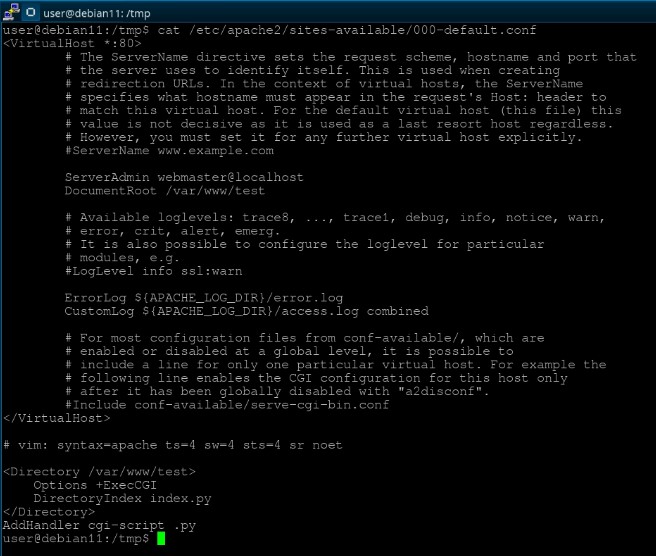 user@debian11: /tmp
user@debian11:/tmp$ cat /etc/apache2/sites-available/000-default.conf
<VirtualHost *:80>
        # The ServerName directive sets the request scheme, hostname and port that
        # the server uses to identify itself. This is used when creating
        # redirection URLs. In the context of virtual hosts, the ServerName
        # specifies what hostname must appear in the request's Host: header to
        # match this virtual host. For the default virtual host (this file) this
        # value is not decisive as it is used as a last resort host regardless.
        # However, you must set it for any further virtual host explicitly.
        #ServerName www.example.com

        ServerAdmin webmaster@localhost
        DocumentRoot /var/www/test

        # Available loglevels: trace8, ..., trace1, debug, info, notice, warn,
        # error, crit, alert, emerg.
        # It is also possible to configure the loglevel for particular
        # modules, e.g.
        #LogLevel info ssl:warn

        ErrorLog ${APACHE_LOG_DIR}/error.log
        CustomLog ${APACHE_LOG_DIR}/access.log combined

        # For most configuration files from conf-available/, which are
        # enabled or disabled at a global level, it is possible to
        # include a line for only one particular virtual host. For example the
        # following line enables the CGI configuration for this host only
        # after it has been globally disabled with "a2disconf".
        #Include conf-available/serve-cgi-bin.conf
</VirtualHost>

# vim: syntax=apache ts=4 sw=4 sts=4 sr noet

<Directory /var/www/test>
    Options +ExecCGI
    DirectoryIndex index.py
</Directory>
AddHandler cgi-script .py
user@debian11:/tmp$